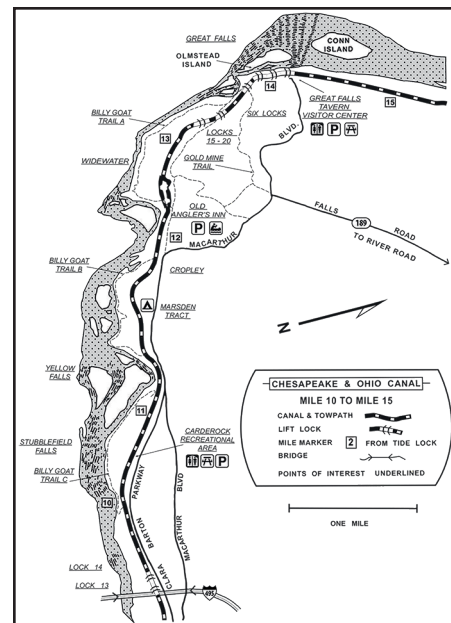 GREAT FALLS
CONN
ISLAND
OLMSTEAD
ISLAND
14
15
GREAT FALLS
TAVERN
VISITOR CENTER
P
BILLY GOAT
TRAIL A
SIX LOCKS
BLVD.
13
LOCKS
15 - 20
WIDEWATER
GOLD MINE
TRAIL
OLD
ANGLER'S INN
P
12
MACARTHUR
FALLS
189
ROAD
TO RIVER ROAD
BILLY GOAT
TRAIL B
CROPLEY
MARSDEN
TRACT
N
YELLOW
FALLS
11
CHESAPEAKE & OHIO CANAL
MILE 10 TO MILE 15
CANAL & TOWPATH
LIFT LOCK
MILE MARKER 2 FROM TIDE LOCK
BRIDGE
POINTS OF INTEREST UNDERLINED
STUBBLEFIELD
FALLS
CARDEROCK
RECREATIONAL
AREA
P
BILLY GOAT
TRAIL C
10
CLARA BARTON PARKWAY
MACARTHUR BLVD
ONE MILE
LOCK 14
LOCK 13
495